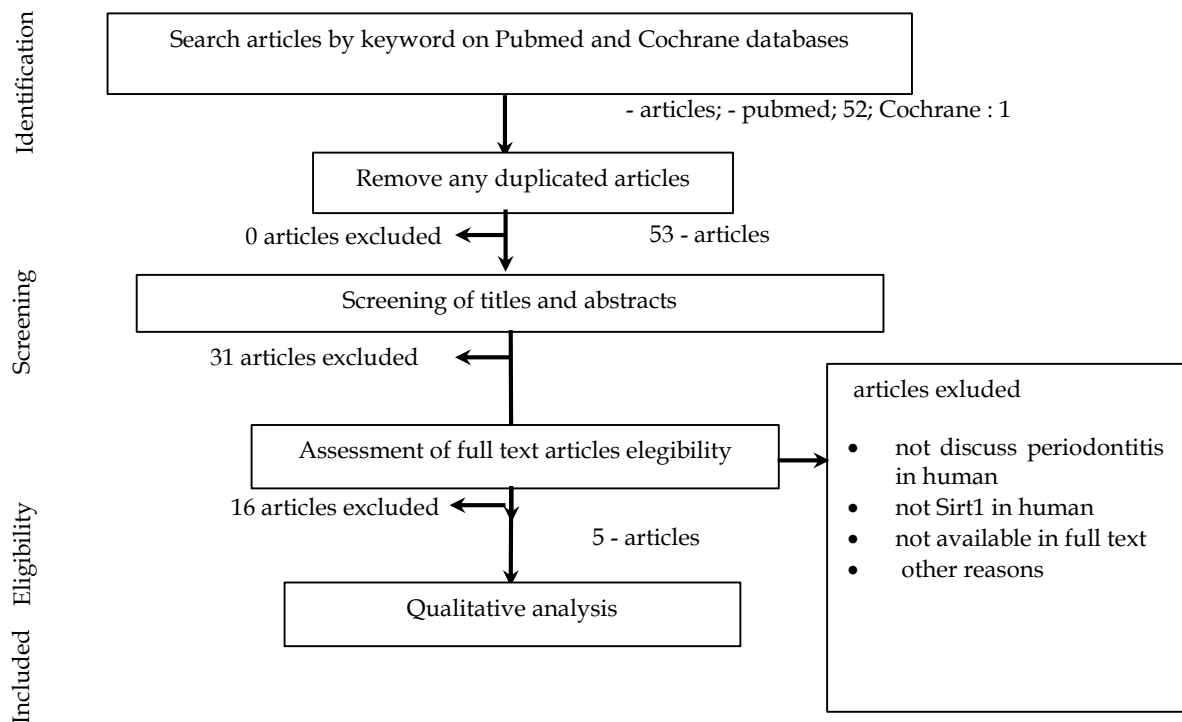 Identification
Search articles by keyword on Pubmed and Cochrane databases
- articles; - pubmed; 52; Cochrane : 1
Remove any duplicated articles
0 articles excluded
53 - articles
Screening
Screening of titles and abstracts
31 articles excluded
Assessment of full text articles elegibility
articles exluded
• not discuss periodontitis
in human
• not Sirt1 in human
• not available in full text
• other reasons
Eligibility
16 articles excluded
5 - articles
Included
Qualitative analysis